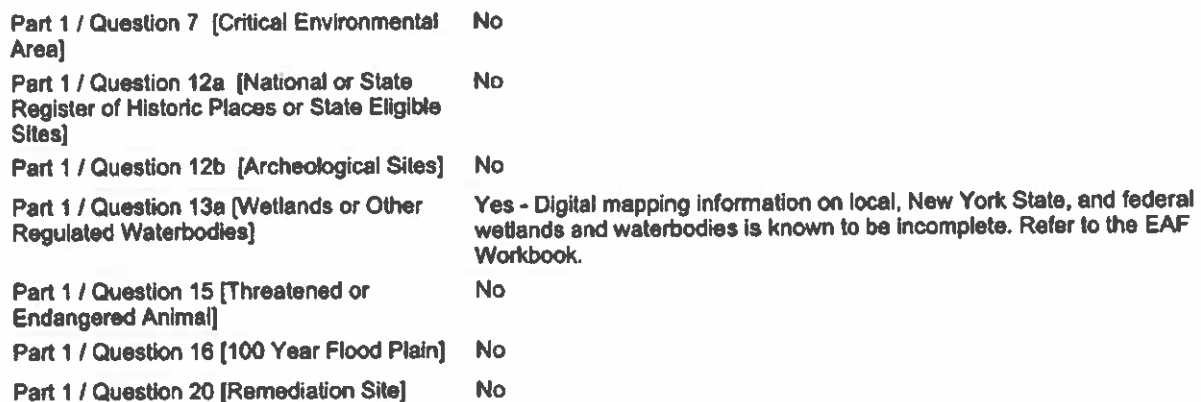 Part 1 / Question 7 [Critical Environmental Area] No
Part 1 / Question 12a [National or State Register of Historic Places or State Eligible Sites] No
Part 1 / Question 12b [Archeological Sites] No
Part 1 / Question 13a [Wetlands or Other Regulated Waterbodies] Yes - Digital mapping information on local, New York State, and federal wetlands and waterbodies is known to be incomplete. Refer to the EAF Workbook.
Part 1 / Question 15 [Threatened or Endangered Animal] No
Part 1 / Question 16 [100 Year Flood Plain] No
Part 1 / Question 20 [Remediation Site] No